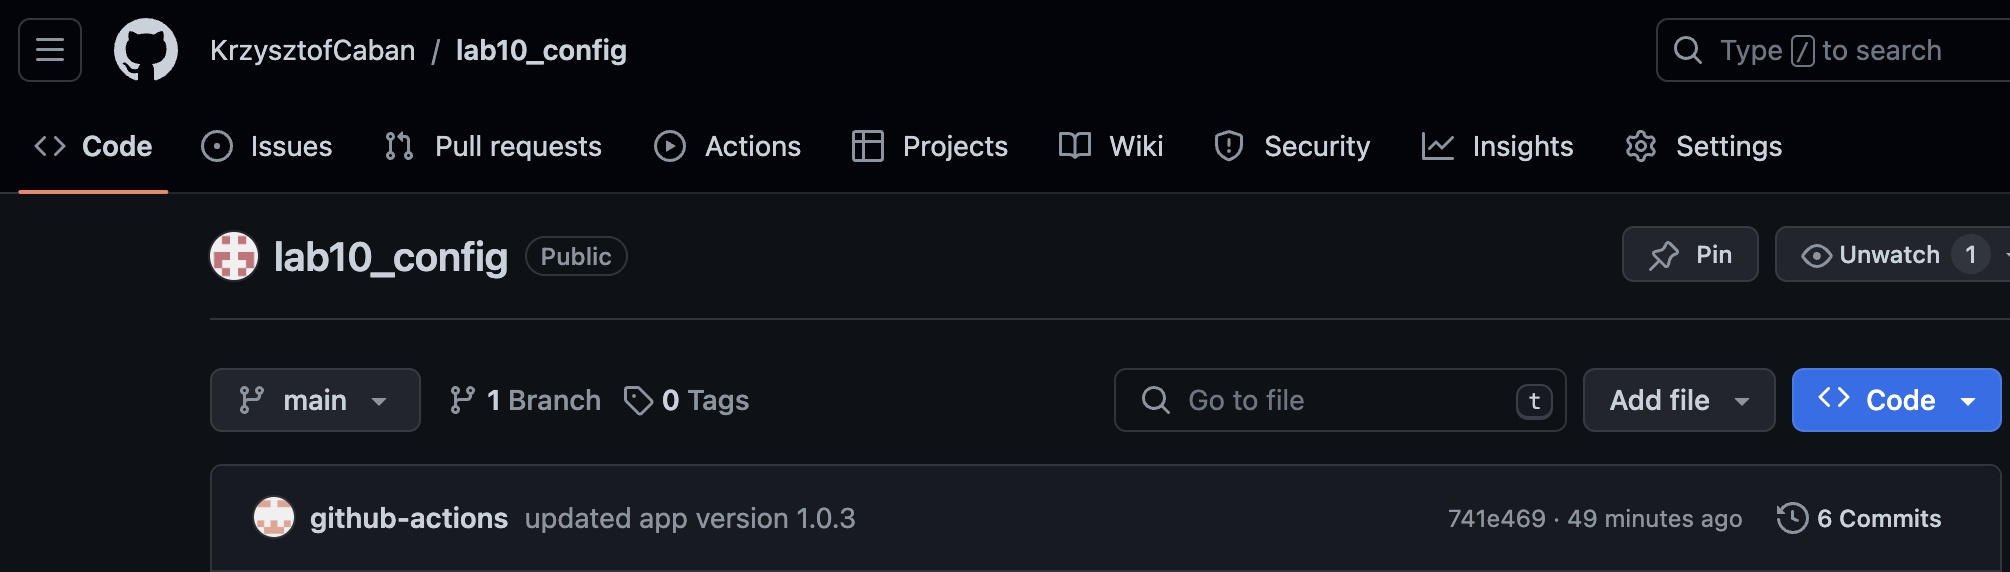 KrzysztofCaban / lab10_config
Type / to search
Code Issues Pull requests Actions Projects Wiki Security Insights Settings
lab10_config Public
Pin
Unwatch 1
main
1 Branch
0 Tags
Go to file t
Add file
Code
github-actions updated app version 1.0.3
741e469 · 49 minutes ago
6 Commits